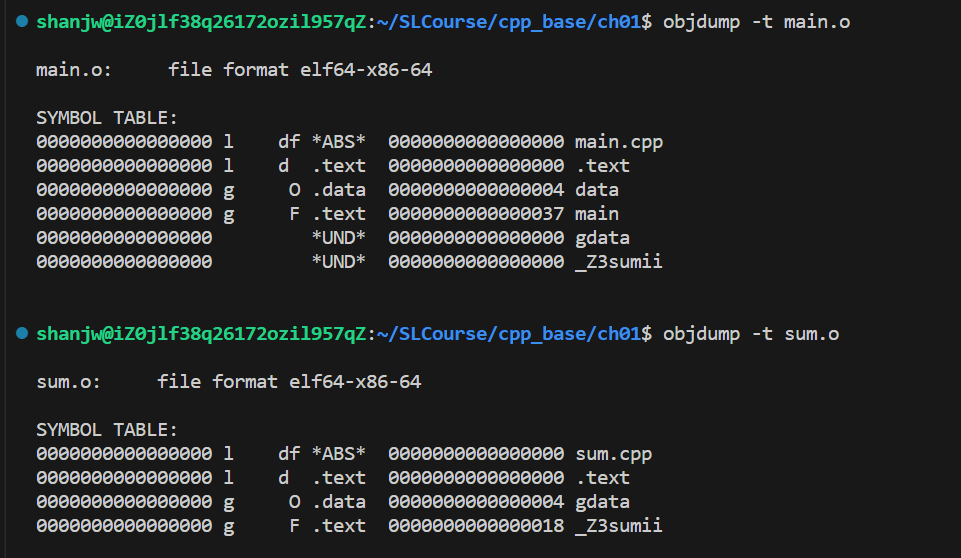 shanjw@iZ0jlf38q26172ozil957qZ:~/SLCourse/cpp_base/ch01$ objdump -t main.o
main.o:     file format elf64-x86-64
SYMBOL TABLE:
0000000000000000 l    df *ABS*  0000000000000000 main.cpp
0000000000000000 l    d  .text  0000000000000000 .text
0000000000000000 g     O .data  0000000000000004 data
0000000000000000 g     F .text  0000000000000037 main
0000000000000000         *UND*  0000000000000000 gdata
0000000000000000         *UND*  0000000000000000 _Z3sumii
shanjw@iZ0jlf38q26172ozil957qZ:~/SLCourse/cpp_base/ch01$ objdump -t sum.o
sum.o:     file format elf64-x86-64
SYMBOL TABLE:
0000000000000000 l    df *ABS*  0000000000000000 sum.cpp
0000000000000000 l    d  .text  0000000000000000 .text
0000000000000000 g     O .data  0000000000000004 gdata
0000000000000000 g     F .text  0000000000000018 _Z3sumii